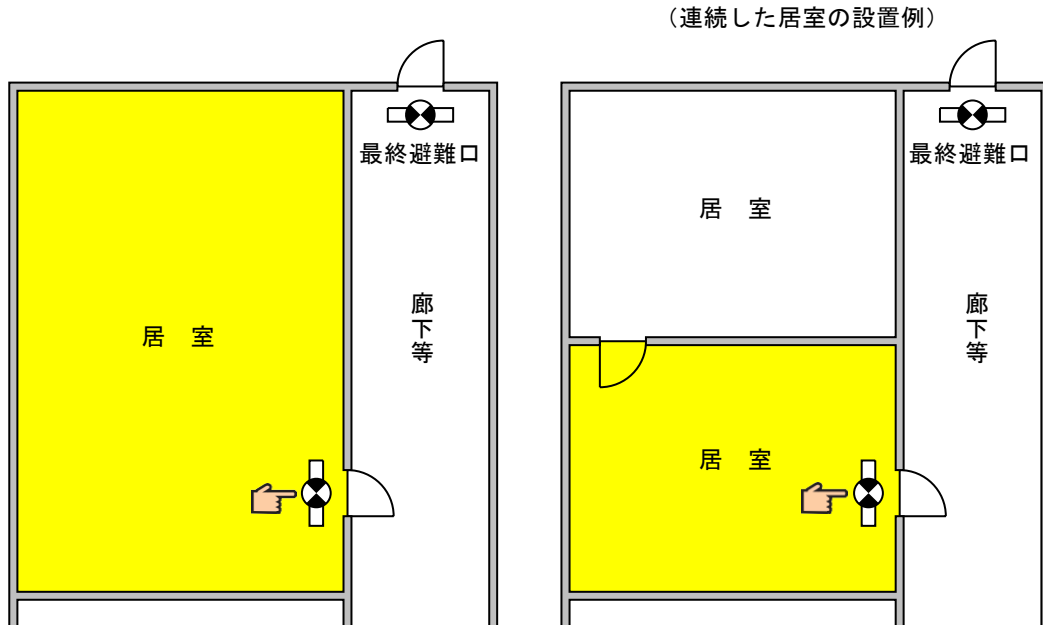 （連続した居室の設置例）
最終避難口
最終避難口
居　室
廊下等
廊下等
居　室
居　室